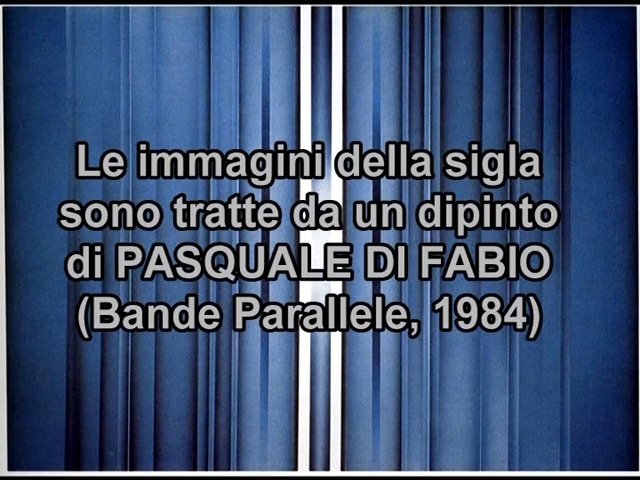 Le immagini della sigla
sono tratte da un dipinto
di PASQUALE DI FABIO
(Bande Parallele, 1984)